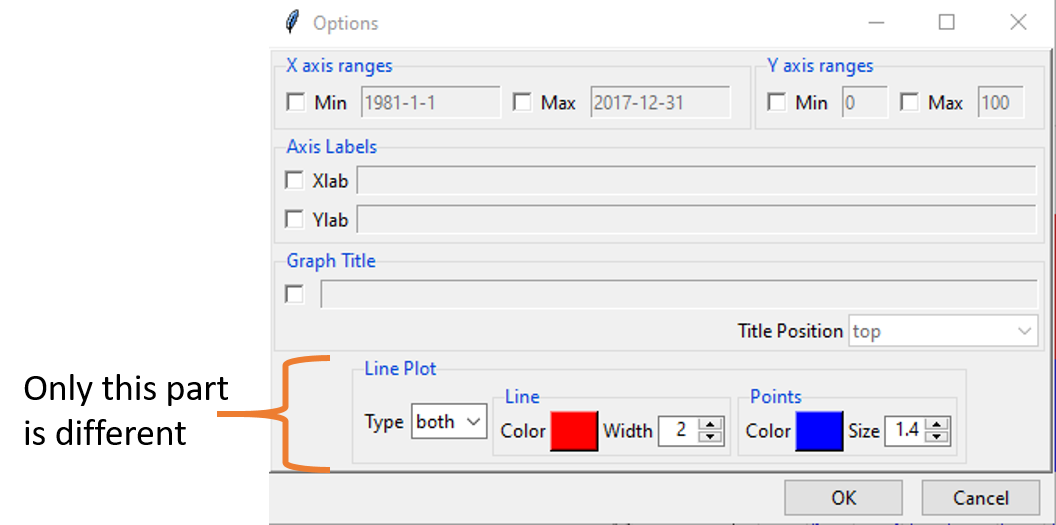 Options
X axis ranges
Y axis ranges
Min 1981-1-1 Max 2017-12-31
Min 0 Max 100
Axis Labels
Xlab
Ylab
Graph Title
Title Position top
Only this part
is different
Line Plot
Type both
Line
Color Width 2
Points
Color Size 1.4
OK Cancel